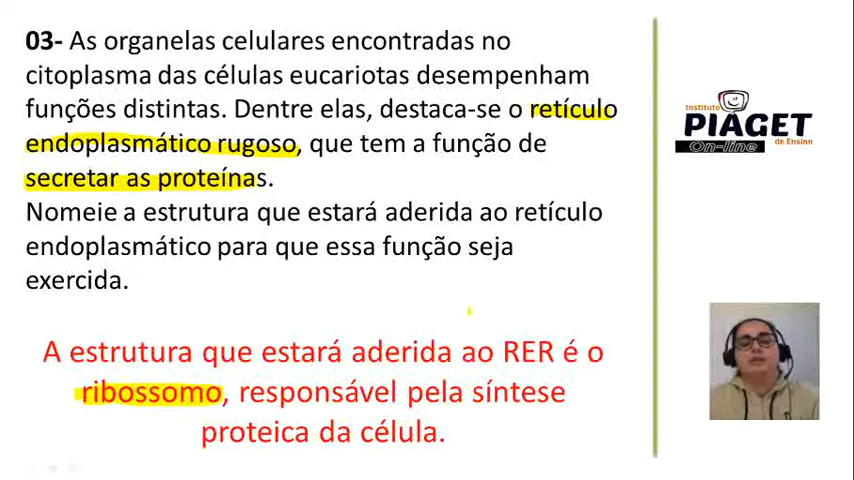 03- As organelas celulares encontradas no
citoplasma das células eucariotas desempenham
funções distintas. Dentre elas, destaca-se o retículo
endoplasmático rugoso, que tem a função de
secretar as proteínas.
Nomeie a estrutura que estará aderida ao retículo
endoplasmático para que essa função seja
exercida.
A estrutura que estará aderida ao RER é o
ribossomo, responsável pela síntese
proteica da célula.
Instituto
PIAGET
On-line de Ensino